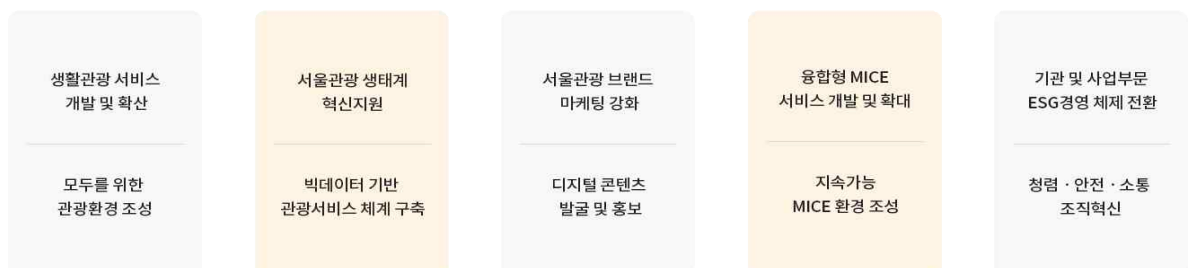 생활관광 서비스
개발 및 확산
모두를 위한
관광환경 조성
서울관광 생태계
혁신지원
빅데이터 기반
관광서비스 체계 구축
서울관광 브랜드
마케팅 강화
디지털 콘텐츠
발굴 및 홍보
융합형 MICE
서비스 개발 및 확대
지속가능
MICE 환경 조성
기관 및 사업부문
ESG경영 체제 전환
청렴 · 안전 · 소통
조직혁신